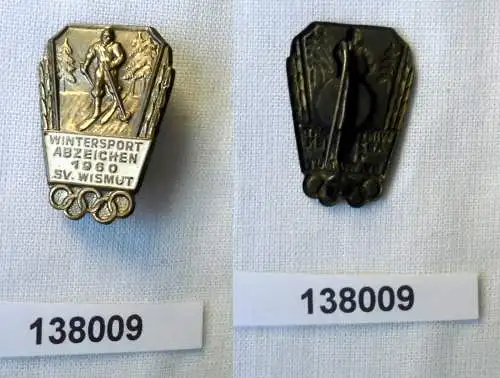 WINTERSPORT
ABZEICHEN
1960
SV. WISMUT
138009
138009